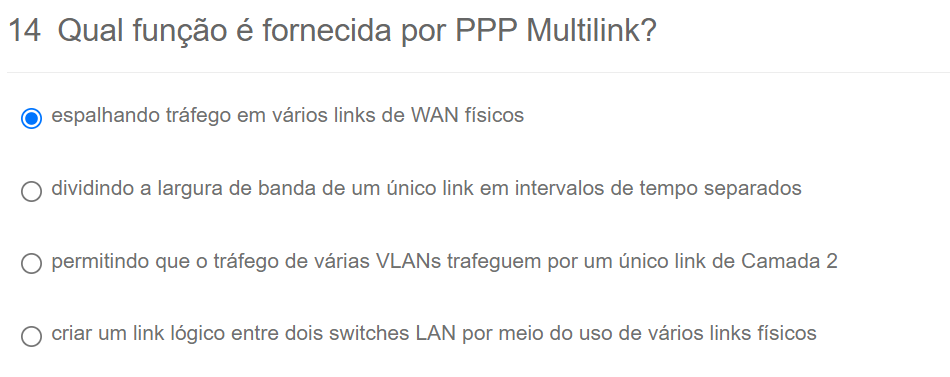 14 Qual função é fornecida por PPP Multilink?
espalhando tráfego em vários links de WAN físicos
dividindo a largura de banda de um único link em intervalos de tempo separados
permitindo que o tráfego de várias VLANs trafeguem por um único link de Camada 2
criar um link lógico entre dois switches LAN por meio do uso de vários links físicos